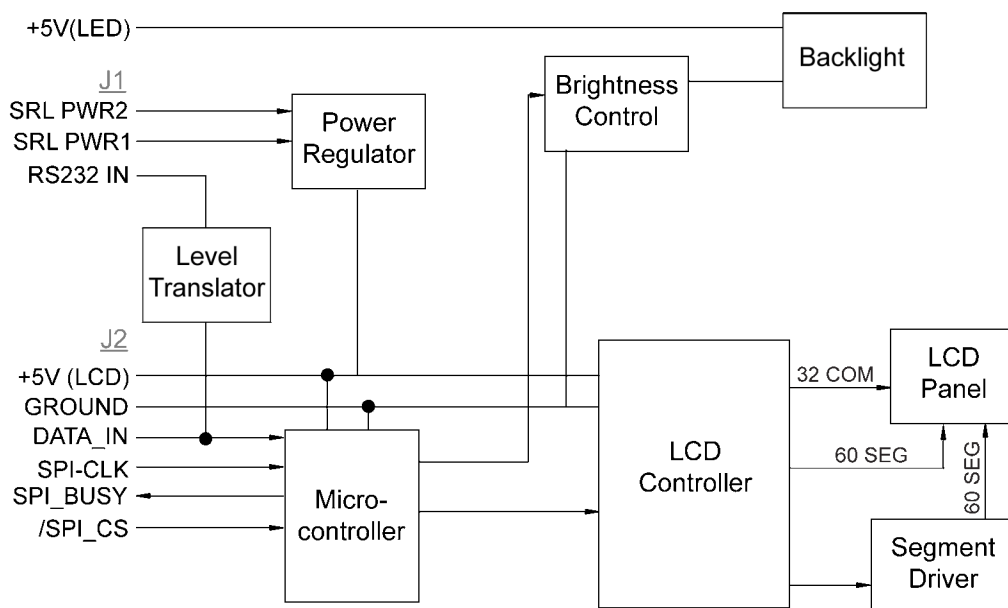 +5V(LED)
Backlight
J1
Brightness
Control
SRL PWR2
SRL PWR1
RS232 IN
Power
Regulator
Level
Translator
J2
+5V (LCD)
GROUND
DATA_IN
SPI-CLK
SPI_BUSY
/SPI_CS
Micro-
controller
LCD
Controller
32 COM
60 SEG
LCD
Panel
60 SEG
Segment
Driver